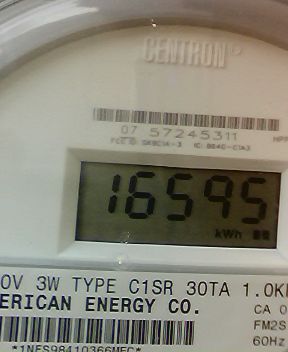 CENTRON
07 57245311
16595
kWh
0V 3W TYPE C1SR 30TA 1.0K
ERICAN ENERGY CO.
CA 0
FM2S
60Hz
*1NES98410366MEC*